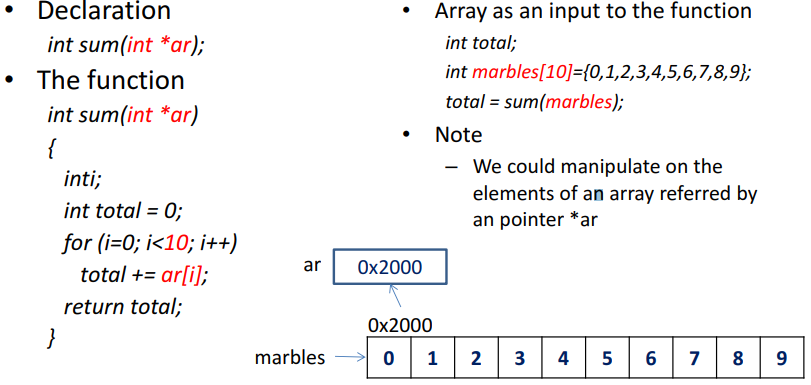 • Declaration
int sum(int *ar);
• The function
int sum(int *ar)
{
inti;
int total = 0;
for (i=0; i<10; i++)
total += ar[i];
return total;
}
• Array as an input to the function
int total;
int marbles[10]={0,1,2,3,4,5,6,7,8,9};
total = sum(marbles);
• Note
– We could manipulate on the
elements of an array referred by
an pointer *ar
ar 0x2000
0x2000
marbles 0 1 2 3 4 5 6 7 8 9